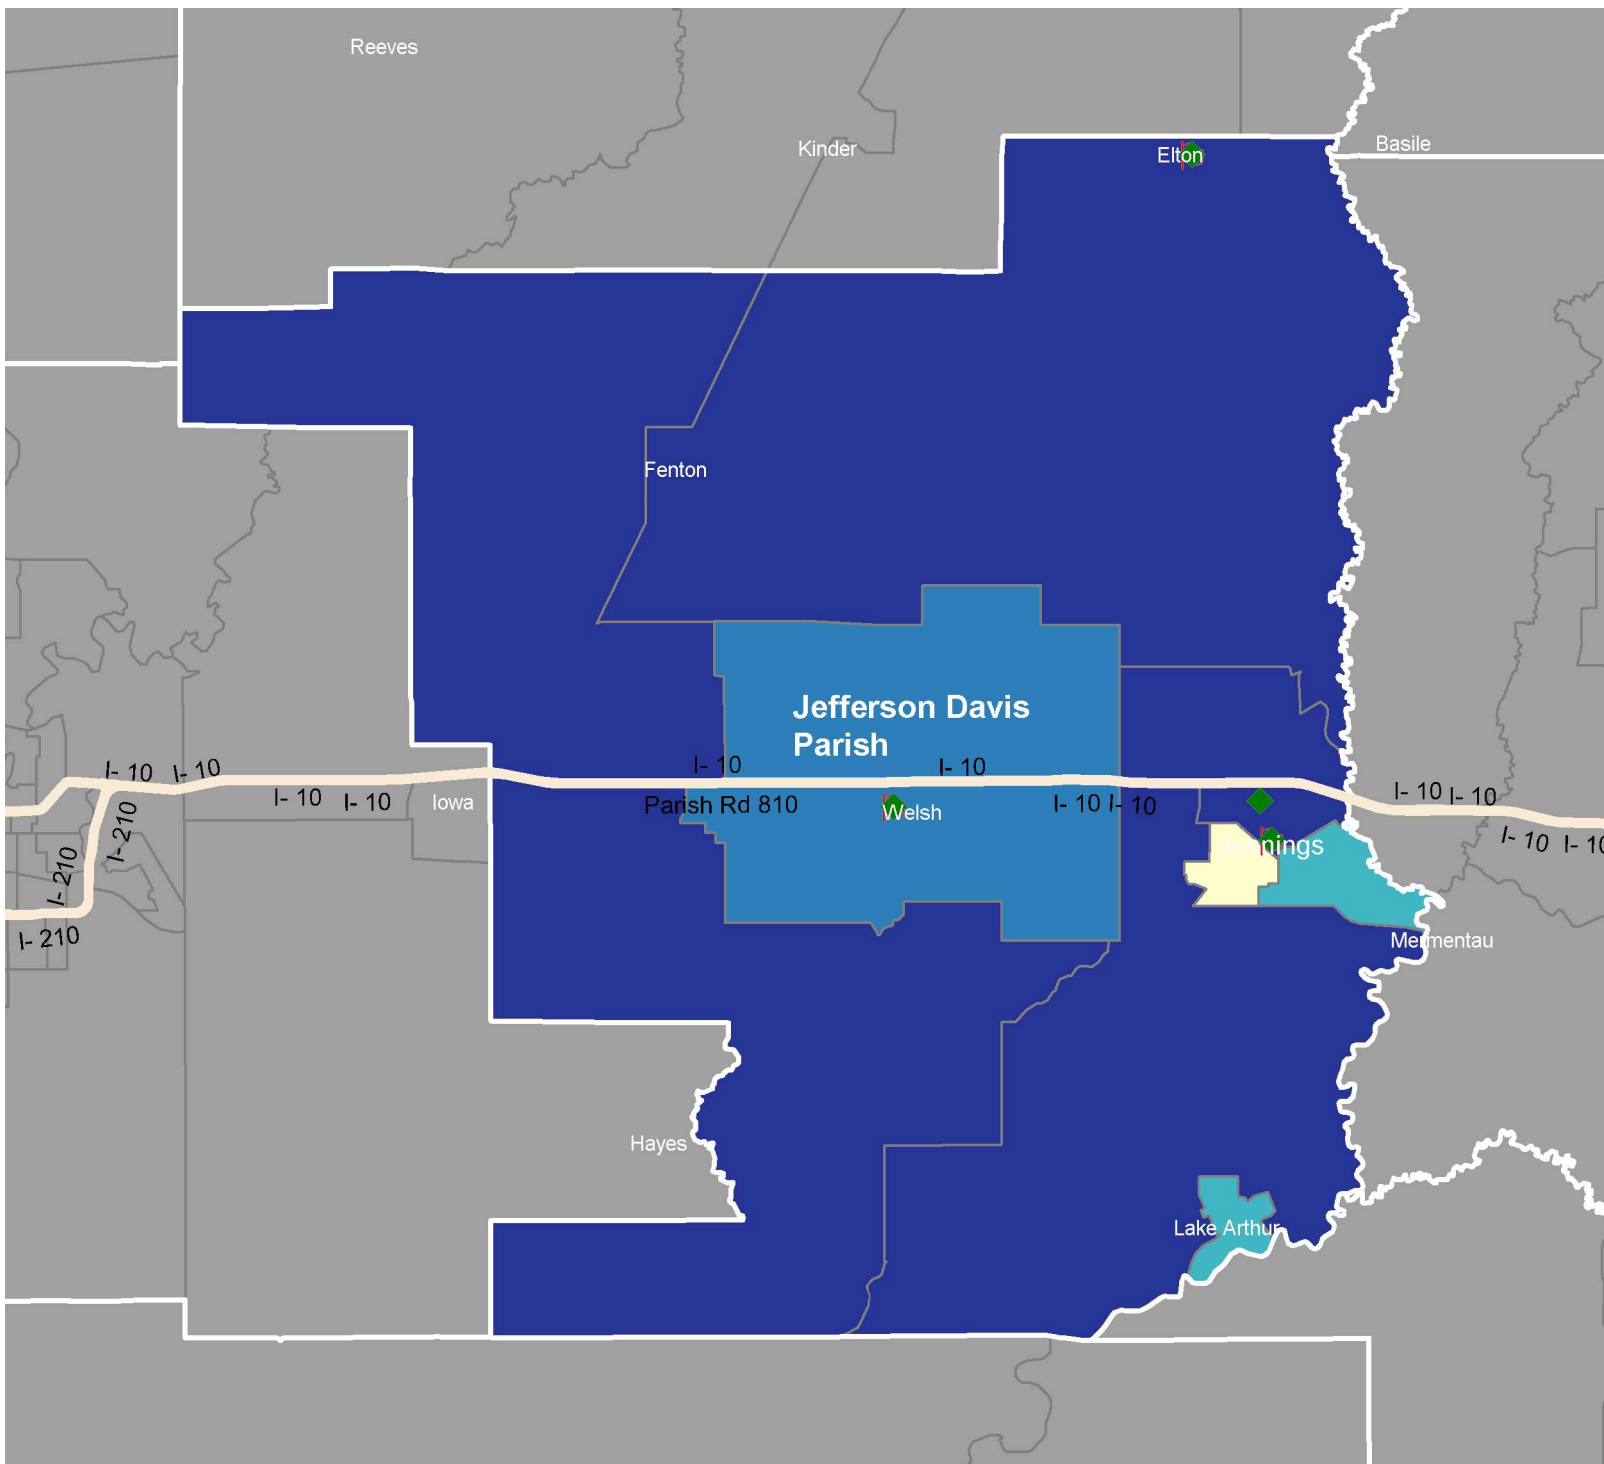 Reeves
Kinder
Elton
Basile
Fenton
Jefferson Davis
Parish
I- 10
I- 10
I- 10
I- 10
I- 10
I- 10
Iowa
Parish Rd 810
I- 10
I- 10
Welsh
I- 10
I- 10
I- 10
I- 10
I- 210
Jennings
I- 210
I- 210
Mermentau
Hayes
Lake Arthur